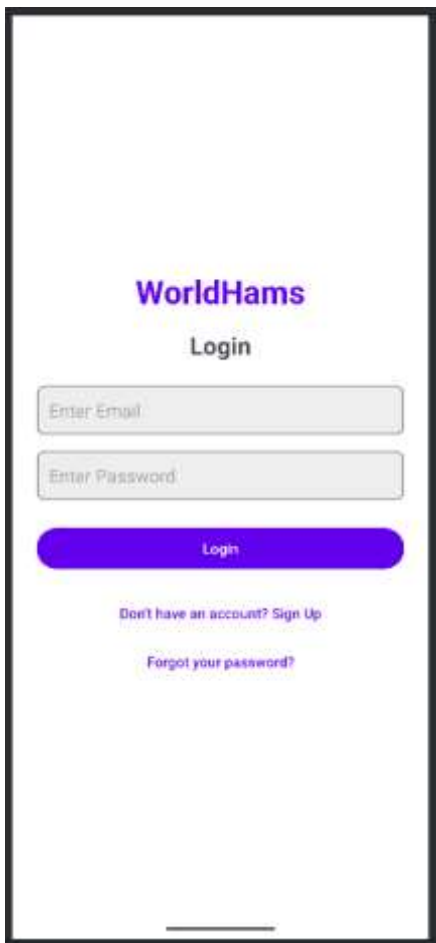 WorldHams
Login
Enter Email
Enter Password
Login
Don't have an account? Sign Up
Forgot your password?